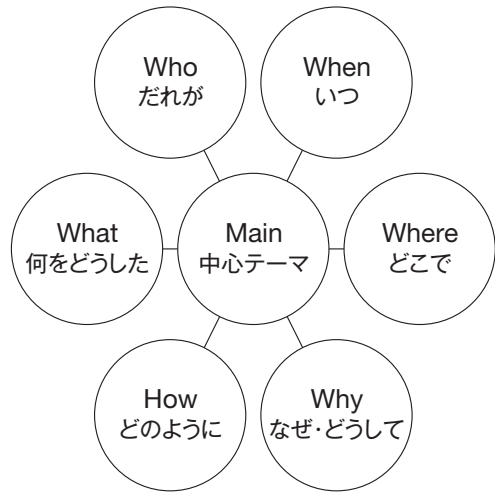 Who
だれが
When
いつ
What
何をどうした
Main
中心テーマ
Where
どこで
How
どのように
Why
なぜ・どうして